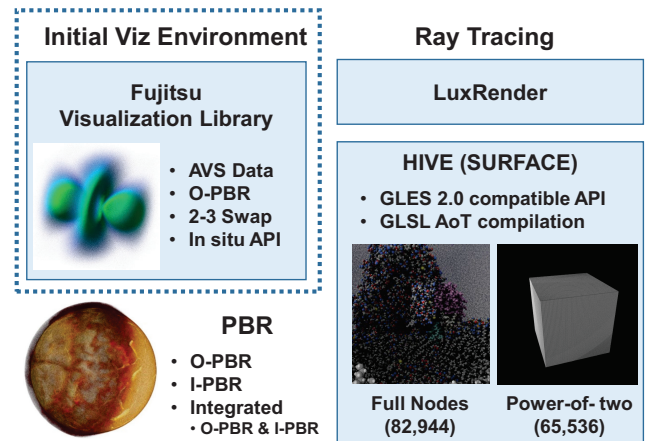 Initial Viz Environment
Fujitsu
Visualization Library
• AVS Data
• O-PBR
• 2-3 Swap
• In situ API
PBR
• O-PBR
• I-PBR
• Integrated
• O-PBR & I-PBR
Ray Tracing
LuxRender
HIVE (SURFACE)
• GLES 2.0 compatible API
• GLSL AoT compilation
Full Nodes
(82,944)
Power-of- two
(65,536)